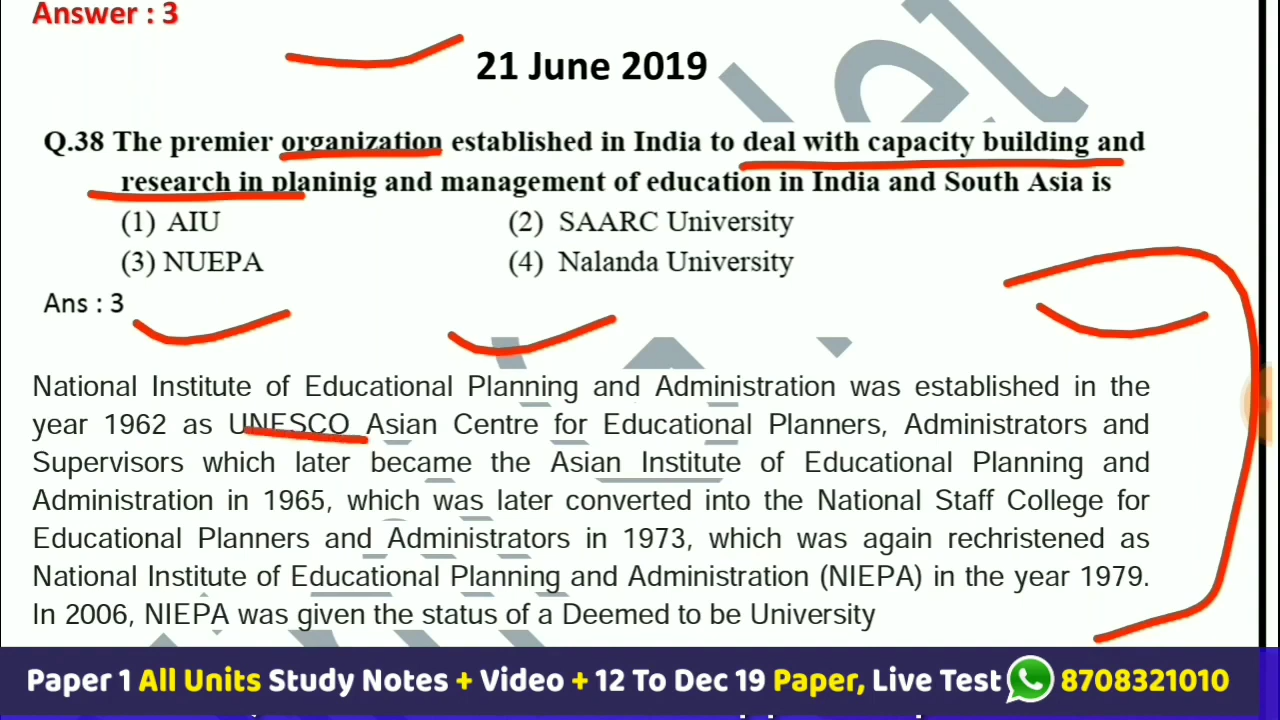 Answer : 3
21 June 2019
Q.38 The premier organization established in India to deal with capacity building and
research in planinig and management of education in India and South Asia is
(1) AIU (2) SAARC University
(3) NUEPA (4) Nalanda University
Ans : 3
National Institute of Educational Planning and Administration was established in the
year 1962 as UNESCO Asian Centre for Educational Planners, Administrators and
Supervisors which later became the Asian Institute of Educational Planning and
Administration in 1965, which was later converted into the National Staff College for
Educational Planners and Administrators in 1973, which was again rechristened as
National Institute of Educational Planning and Administration (NIEPA) in the year 1979.
In 2006, NIEPA was given the status of a Deemed to be University
Paper 1 All Units Study Notes + Video + 12 To Dec 19 Paper, Live Test 8708321010